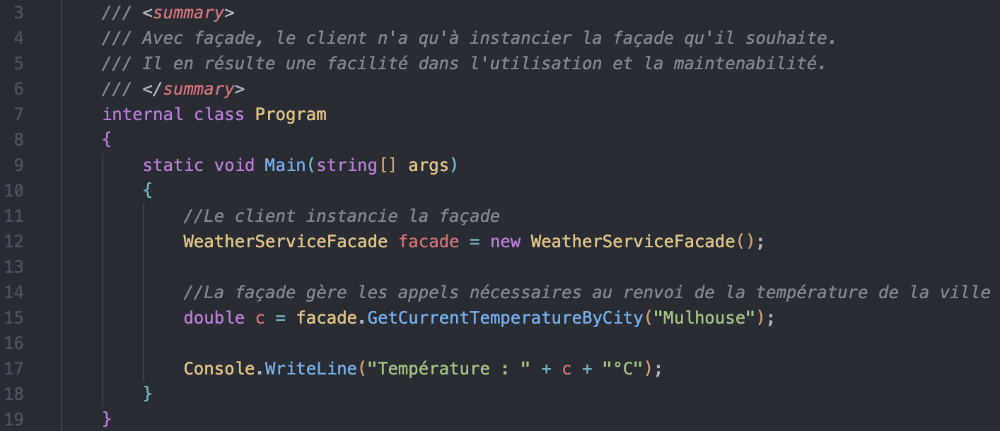 3 /// <summary>
4 /// Avec façade, le client n'a qu'à instancier la façade qu'il souhaite.
5 /// Il en résulte une facilité dans l'utilisation et la maintenabilité.
6 /// </summary>
7 internal class Program
8 {
9 static void Main(string[] args)
10 {
11 //Le client instancie la façade
12 WeatherServiceFacade facade = new WeatherServiceFacade();
13
14 //La façade gère les appels nécessaires au renvoi de la température de la ville
15 double c = facade.GetCurrentTemperatureByCity("Mulhouse");
16
17 Console.WriteLine("Température : " + c + "°C");
18 }
19 }